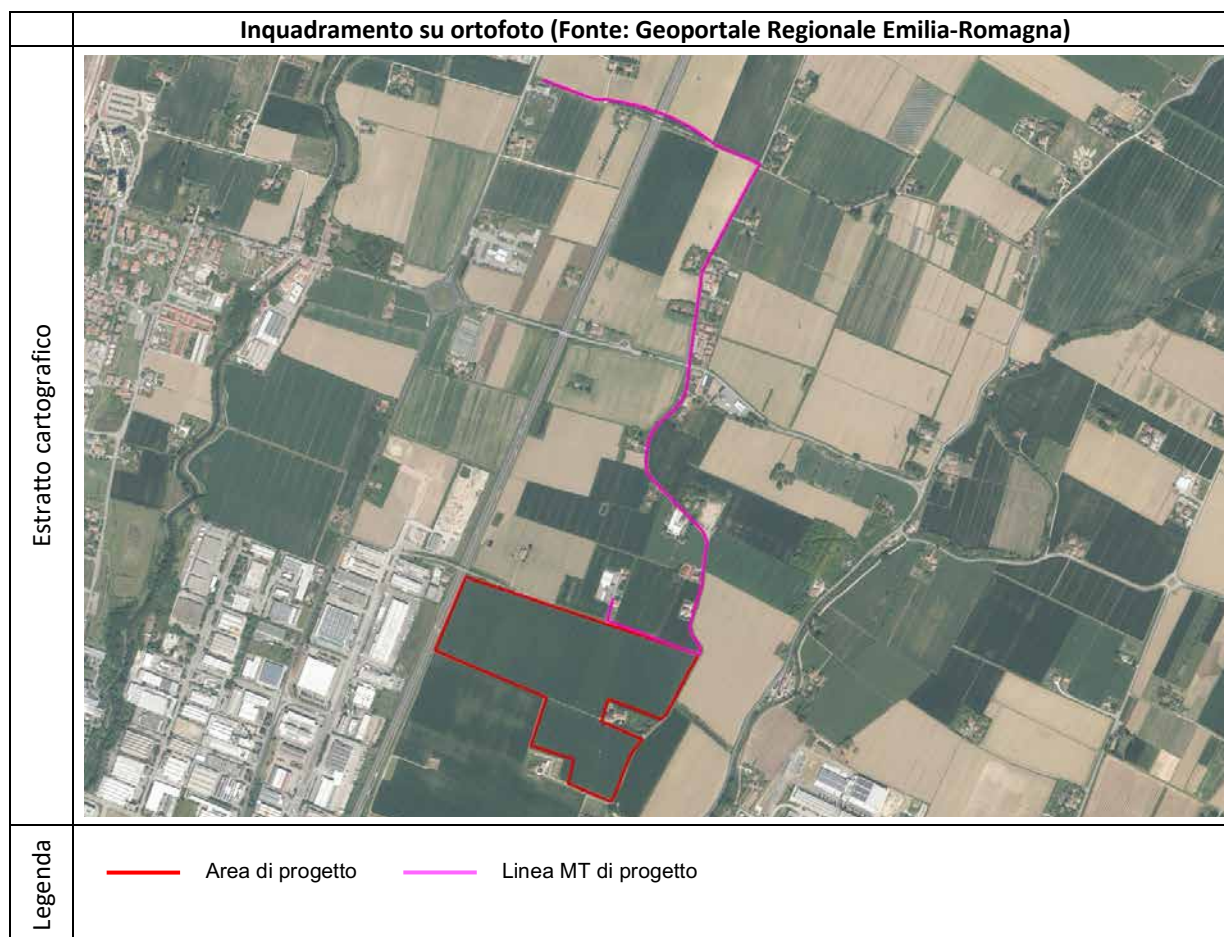 Inquadramento su ortofoto (Fonte: Geoportale Regionale Emilia-Romagna)
Estratto cartografico
Legenda
Area di progetto
Linea MT di progetto